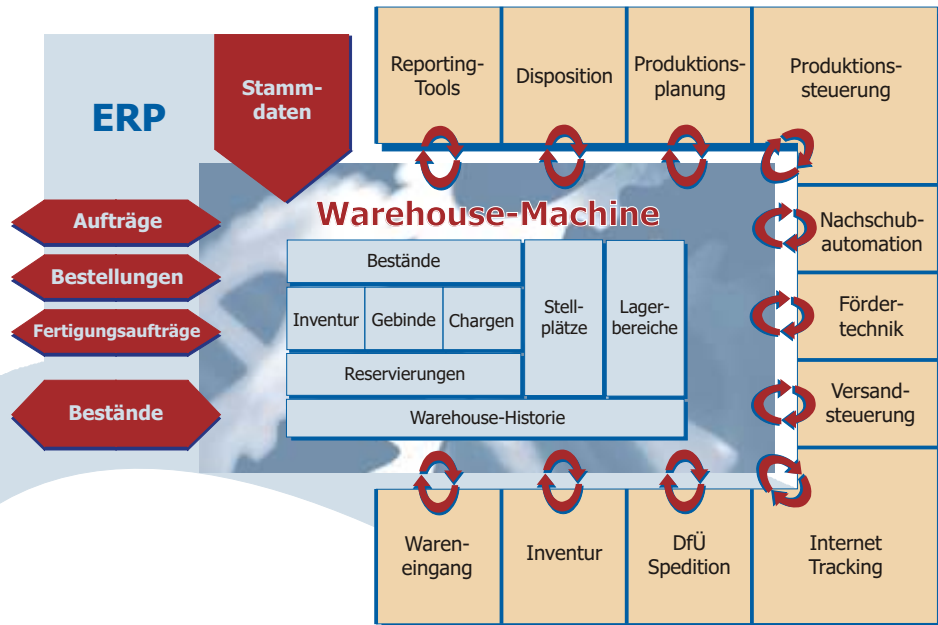 ERP
Stamm-
daten
Reporting-
Tools
Disposition
Produktions-
planung
Produktions-
steuerung
Aufträge
Bestellungen
Fertigungsaufträge
Bestände
Warehouse-Machine
Bestände
Inventur
Gebinde
Chargen
Reservierungen
Stell-
plätze
Lager-
bereiche
Warehouse-Historie
Nachschub-
automation
Förder-
technik
Versand-
steuerung
Waren-
eingang
Inventur
DfÜ
Spedition
Internet
Tracking